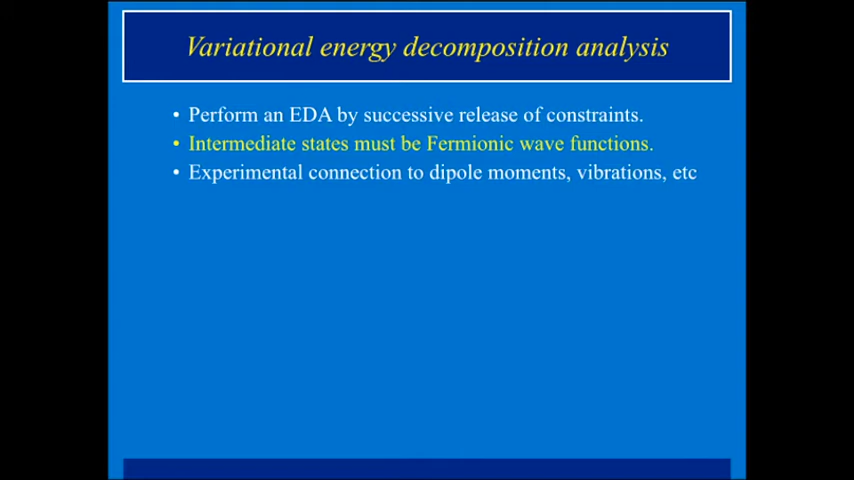 Variational energy decomposition analysis
• Perform an EDA by successive release of constraints.
• Intermediate states must be Fermionic wave functions.
• Experimental connection to dipole moments, vibrations, etc